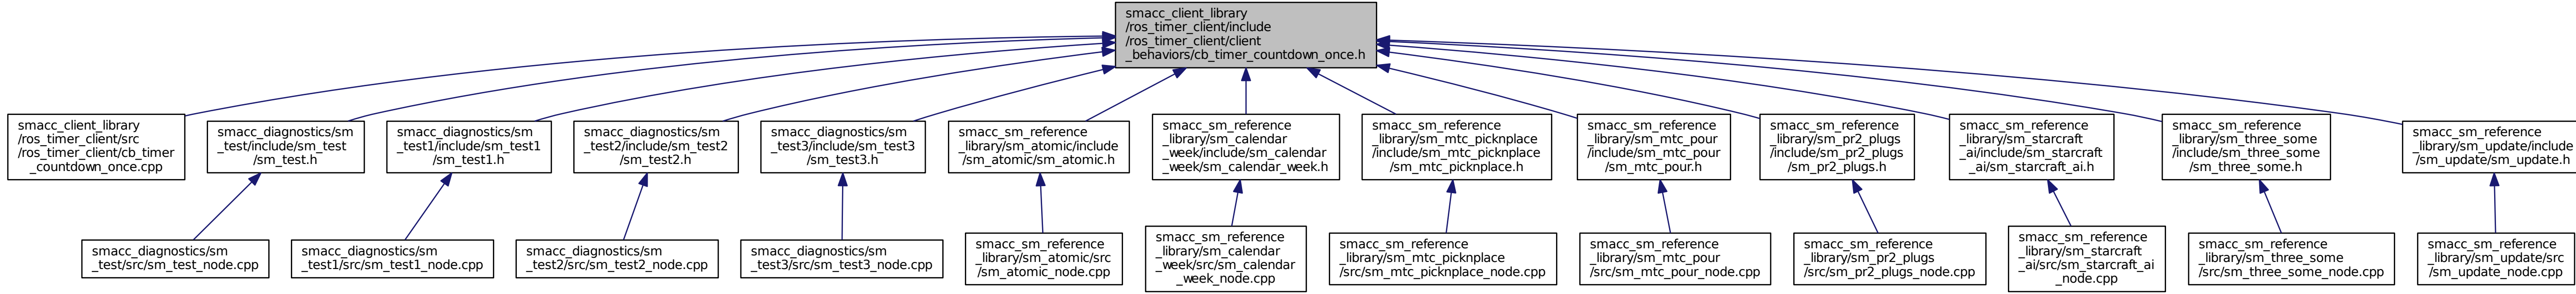 smacc_client_library
/ros_timer_client/include
/ros_timer_client/client
_behaviors/cb_timer_countdown_once.h
smacc_client_library
/ros_timer_client/src
/ros_timer_client/cb_timer
_countdown_once.cpp
smacc_diagnostics/sm
_test/include/sm_test
/sm_test.h
smacc_diagnostics/sm
_test1/include/sm_test1
/sm_test1.h
smacc_diagnostics/sm
_test2/include/sm_test2
/sm_test2.h
smacc_diagnostics/sm
_test3/include/sm_test3
/sm_test3.h
smacc_sm_reference
_library/sm_atomic/include
/sm_atomic/sm_atomic.h
smacc_sm_reference
_library/sm_calendar
_week/include/sm_calendar
_week/sm_calendar_week.h
smacc_sm_reference
_library/sm_mtc_picknplace
/include/sm_mtc_picknplace
/sm_mtc_picknplace.h
smacc_sm_reference
_library/sm_mtc_pour
/include/sm_mtc_pour
/sm_mtc_pour.h
smacc_sm_reference
_library/sm_pr2_plugs
/include/sm_pr2_plugs
/sm_pr2_plugs.h
smacc_sm_reference
_library/sm_starcraft
_ai/include/sm_starcraft
_ai/sm_starcraft_ai.h
smacc_sm_reference
_library/sm_three_some
/include/sm_three_some
/sm_three_some.h
smacc_sm_reference
_library/sm_update/include
/sm_update/sm_update.h
smacc_diagnostics/sm
_test/src/sm_test_node.cpp
smacc_diagnostics/sm
_test1/src/sm_test1_node.cpp
smacc_diagnostics/sm
_test2/src/sm_test2_node.cpp
smacc_diagnostics/sm
_test3/src/sm_test3_node.cpp
smacc_sm_reference
_library/sm_atomic/src
/sm_atomic_node.cpp
smacc_sm_reference
_library/sm_calendar
_week/src/sm_calendar
_week_node.cpp
smacc_sm_reference
_library/sm_mtc_picknplace
/src/sm_mtc_picknplace_node.cpp
smacc_sm_reference
_library/sm_mtc_pour
/src/sm_mtc_pour_node.cpp
smacc_sm_reference
_library/sm_pr2_plugs
/src/sm_pr2_plugs_node.cpp
smacc_sm_reference
_library/sm_starcraft
_ai/src/sm_starcraft_ai
_node.cpp
smacc_sm_reference
_library/sm_three_some
/src/sm_three_some_node.cpp
smacc_sm_reference
_library/sm_update/src
/sm_update_node.cpp